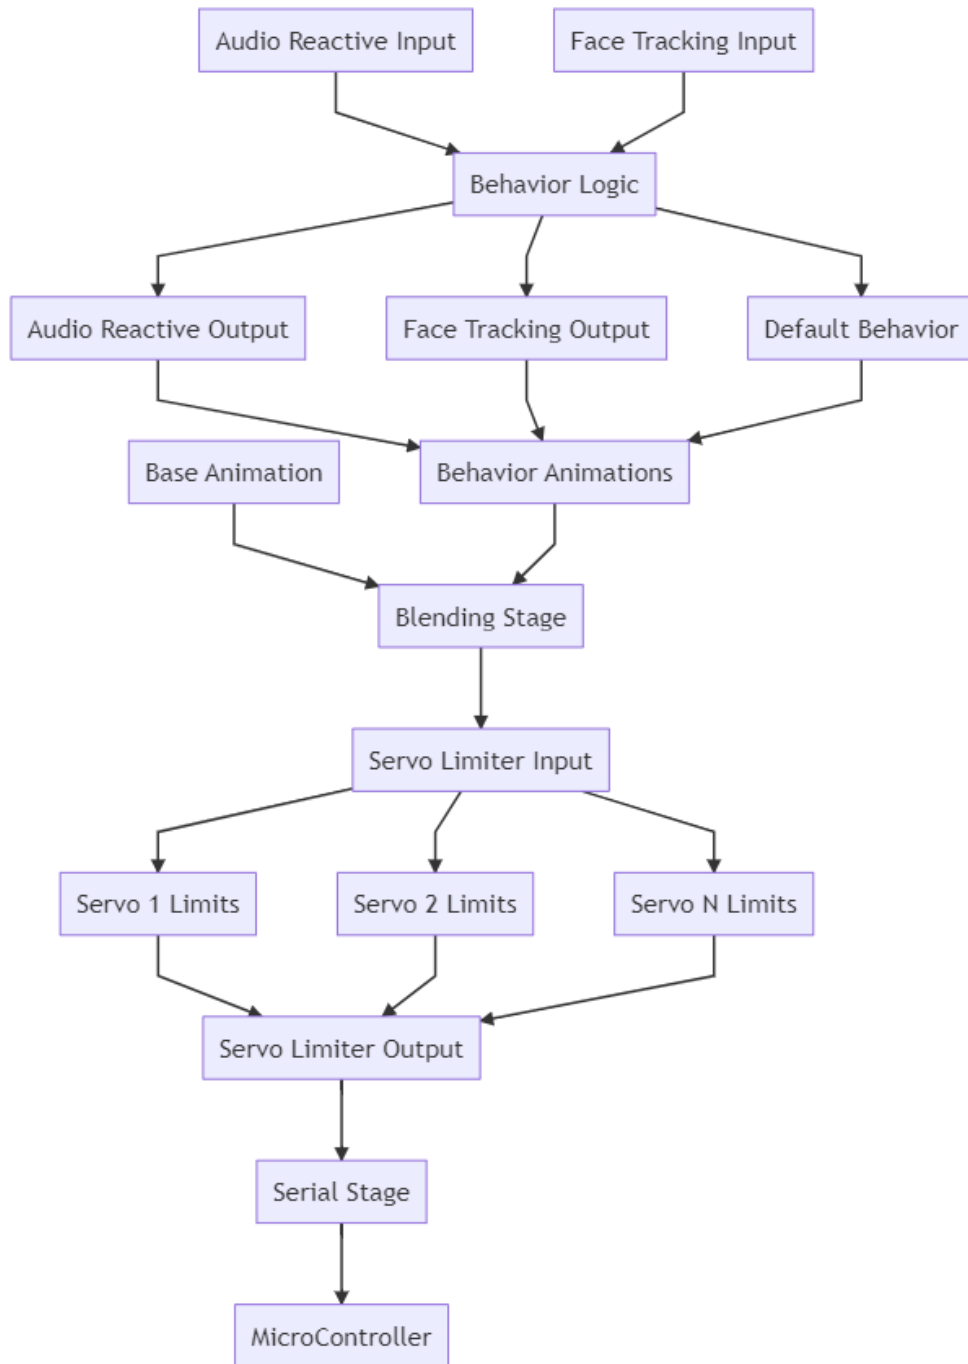 Audio Reactive Input
Face Tracking Input
Behavior Logic
Audio Reactive Output
Face Tracking Output
Default Behavior
Base Animation
Behavior Animations
Blending Stage
Servo Limiter Input
Servo 1 Limits
Servo 2 Limits
Servo N Limits
Servo Limiter Output
Serial Stage
MicroController